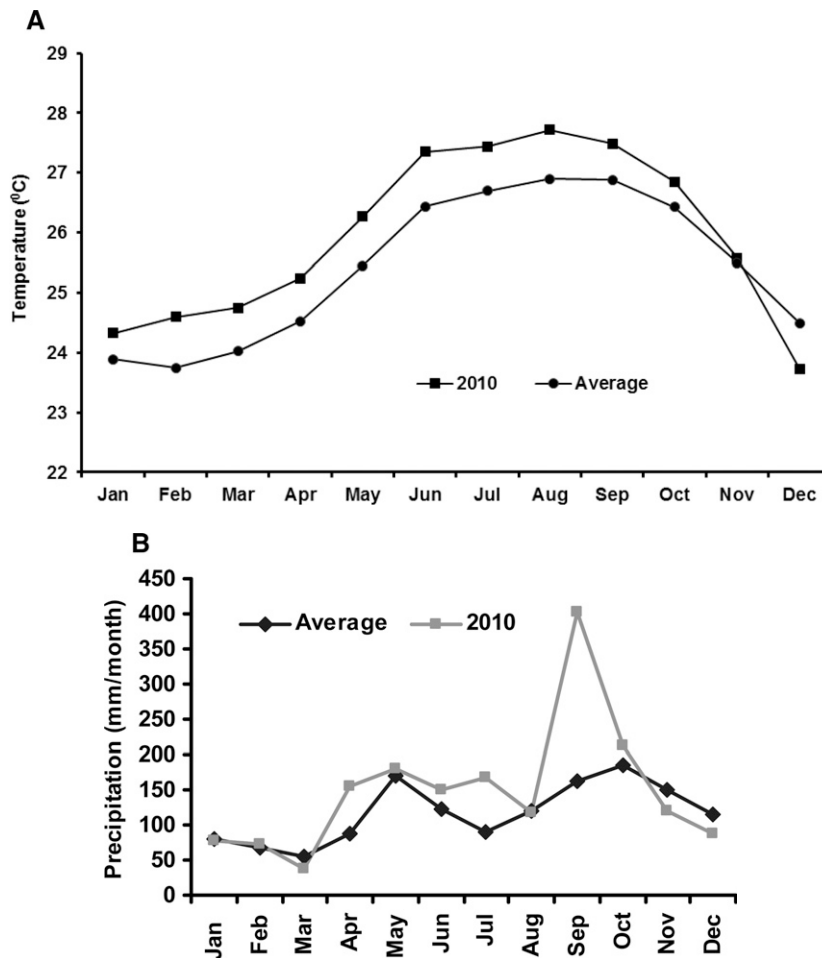 A
29
28
27
26
25
24
23
22
Temperature (⁰C)
2010 Average
Jan Feb Mar Apr May Jun Jul Aug Sep Oct Nov Dec
B
450
400
350
300
250
200
150
100
50
0
Precipitation (mm/month)
Average 2010
Jan Feb Mar Apr May Jun Jul Aug Sep Oct Nov Dec